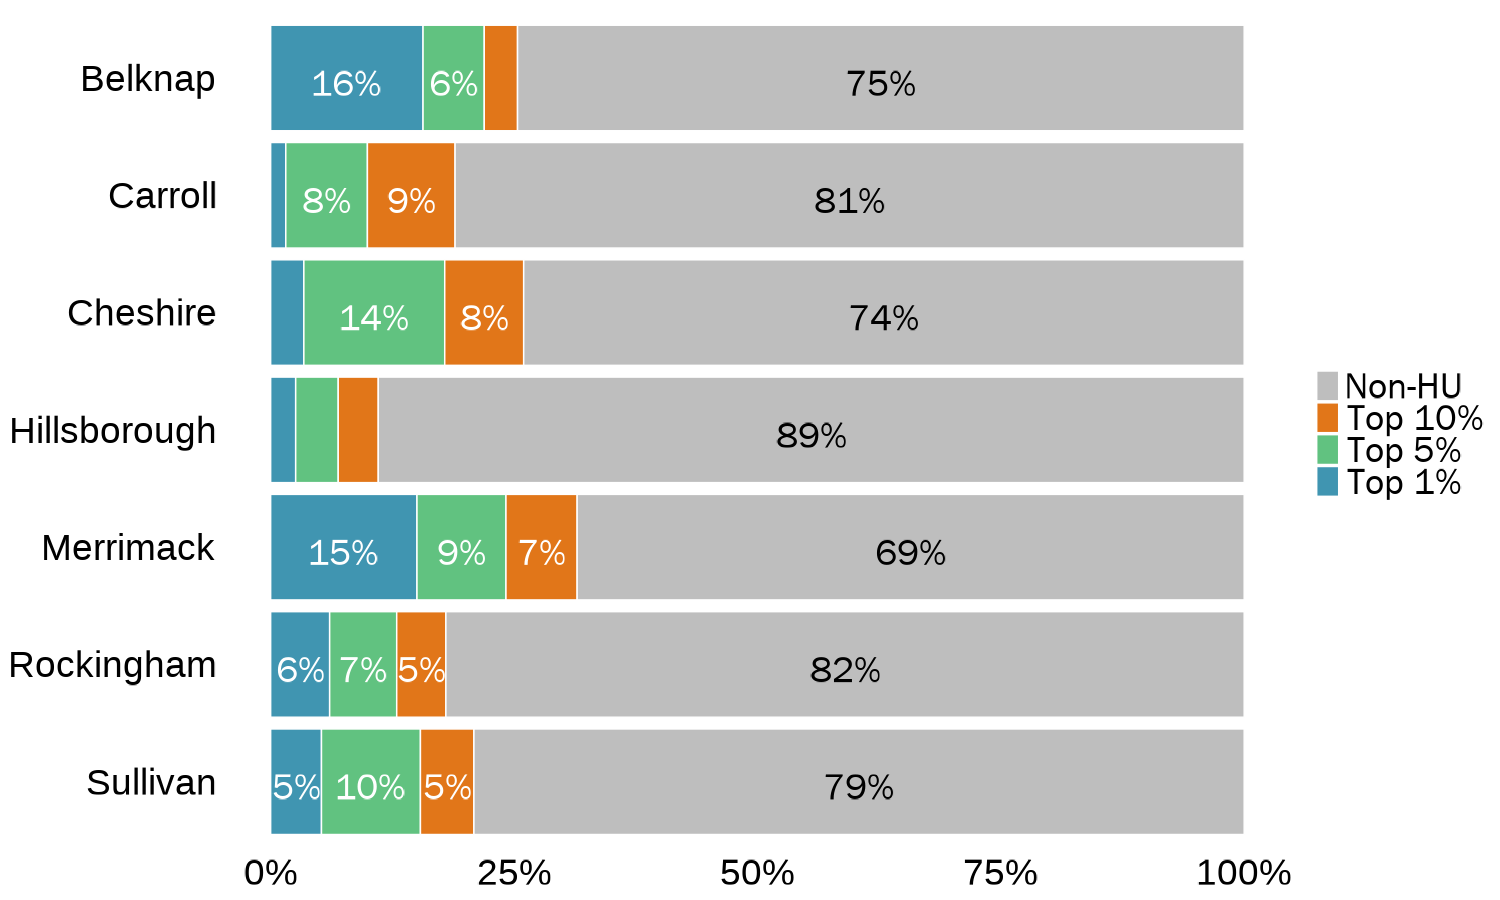 Belknap 16% 6% 75%
Carroll 8% 9% 81%
Cheshire 14% 8% 74%
Hillsborough 89%
Merrimack 15% 9% 7% 69%
Rockingham 6% 7% 5% 82%
Sullivan 5% 10% 5% 79%
0% 25% 50% 75% 100%
Non-HU
Top 10%
Top 5%
Top 1%